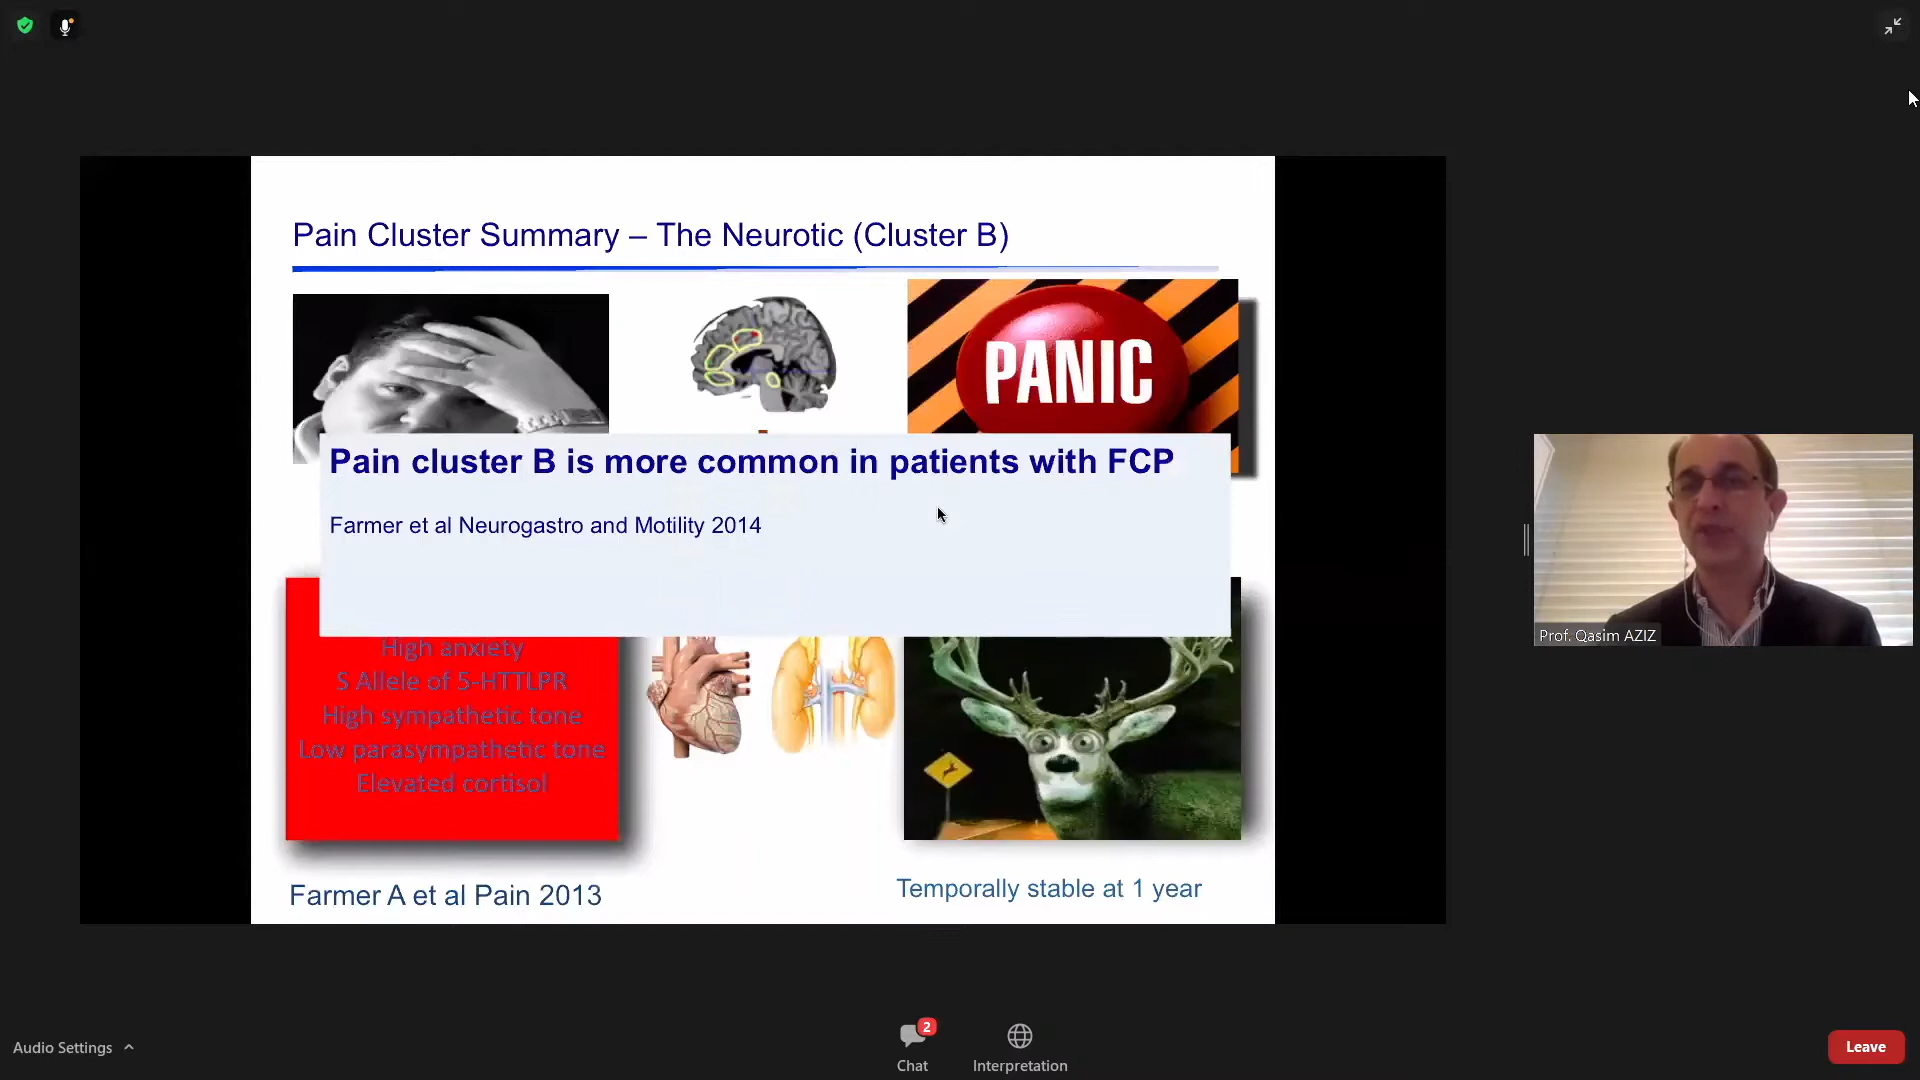 Pain Cluster Summary – The Neurotic (Cluster B)
PANIC
Pain cluster B is more common in patients with FCP
Farmer et al Neurogastro and Motility 2014
High anxiety
S Allele of 5-HTTLPR
High sympathetic tone
Low parasympathetic tone
Elevated cortisol
Farmer A et al Pain 2013
Temporally stable at 1 year
Prof. Qasim AZIZ
Audio Settings
2
Chat
Interpretation
Leave